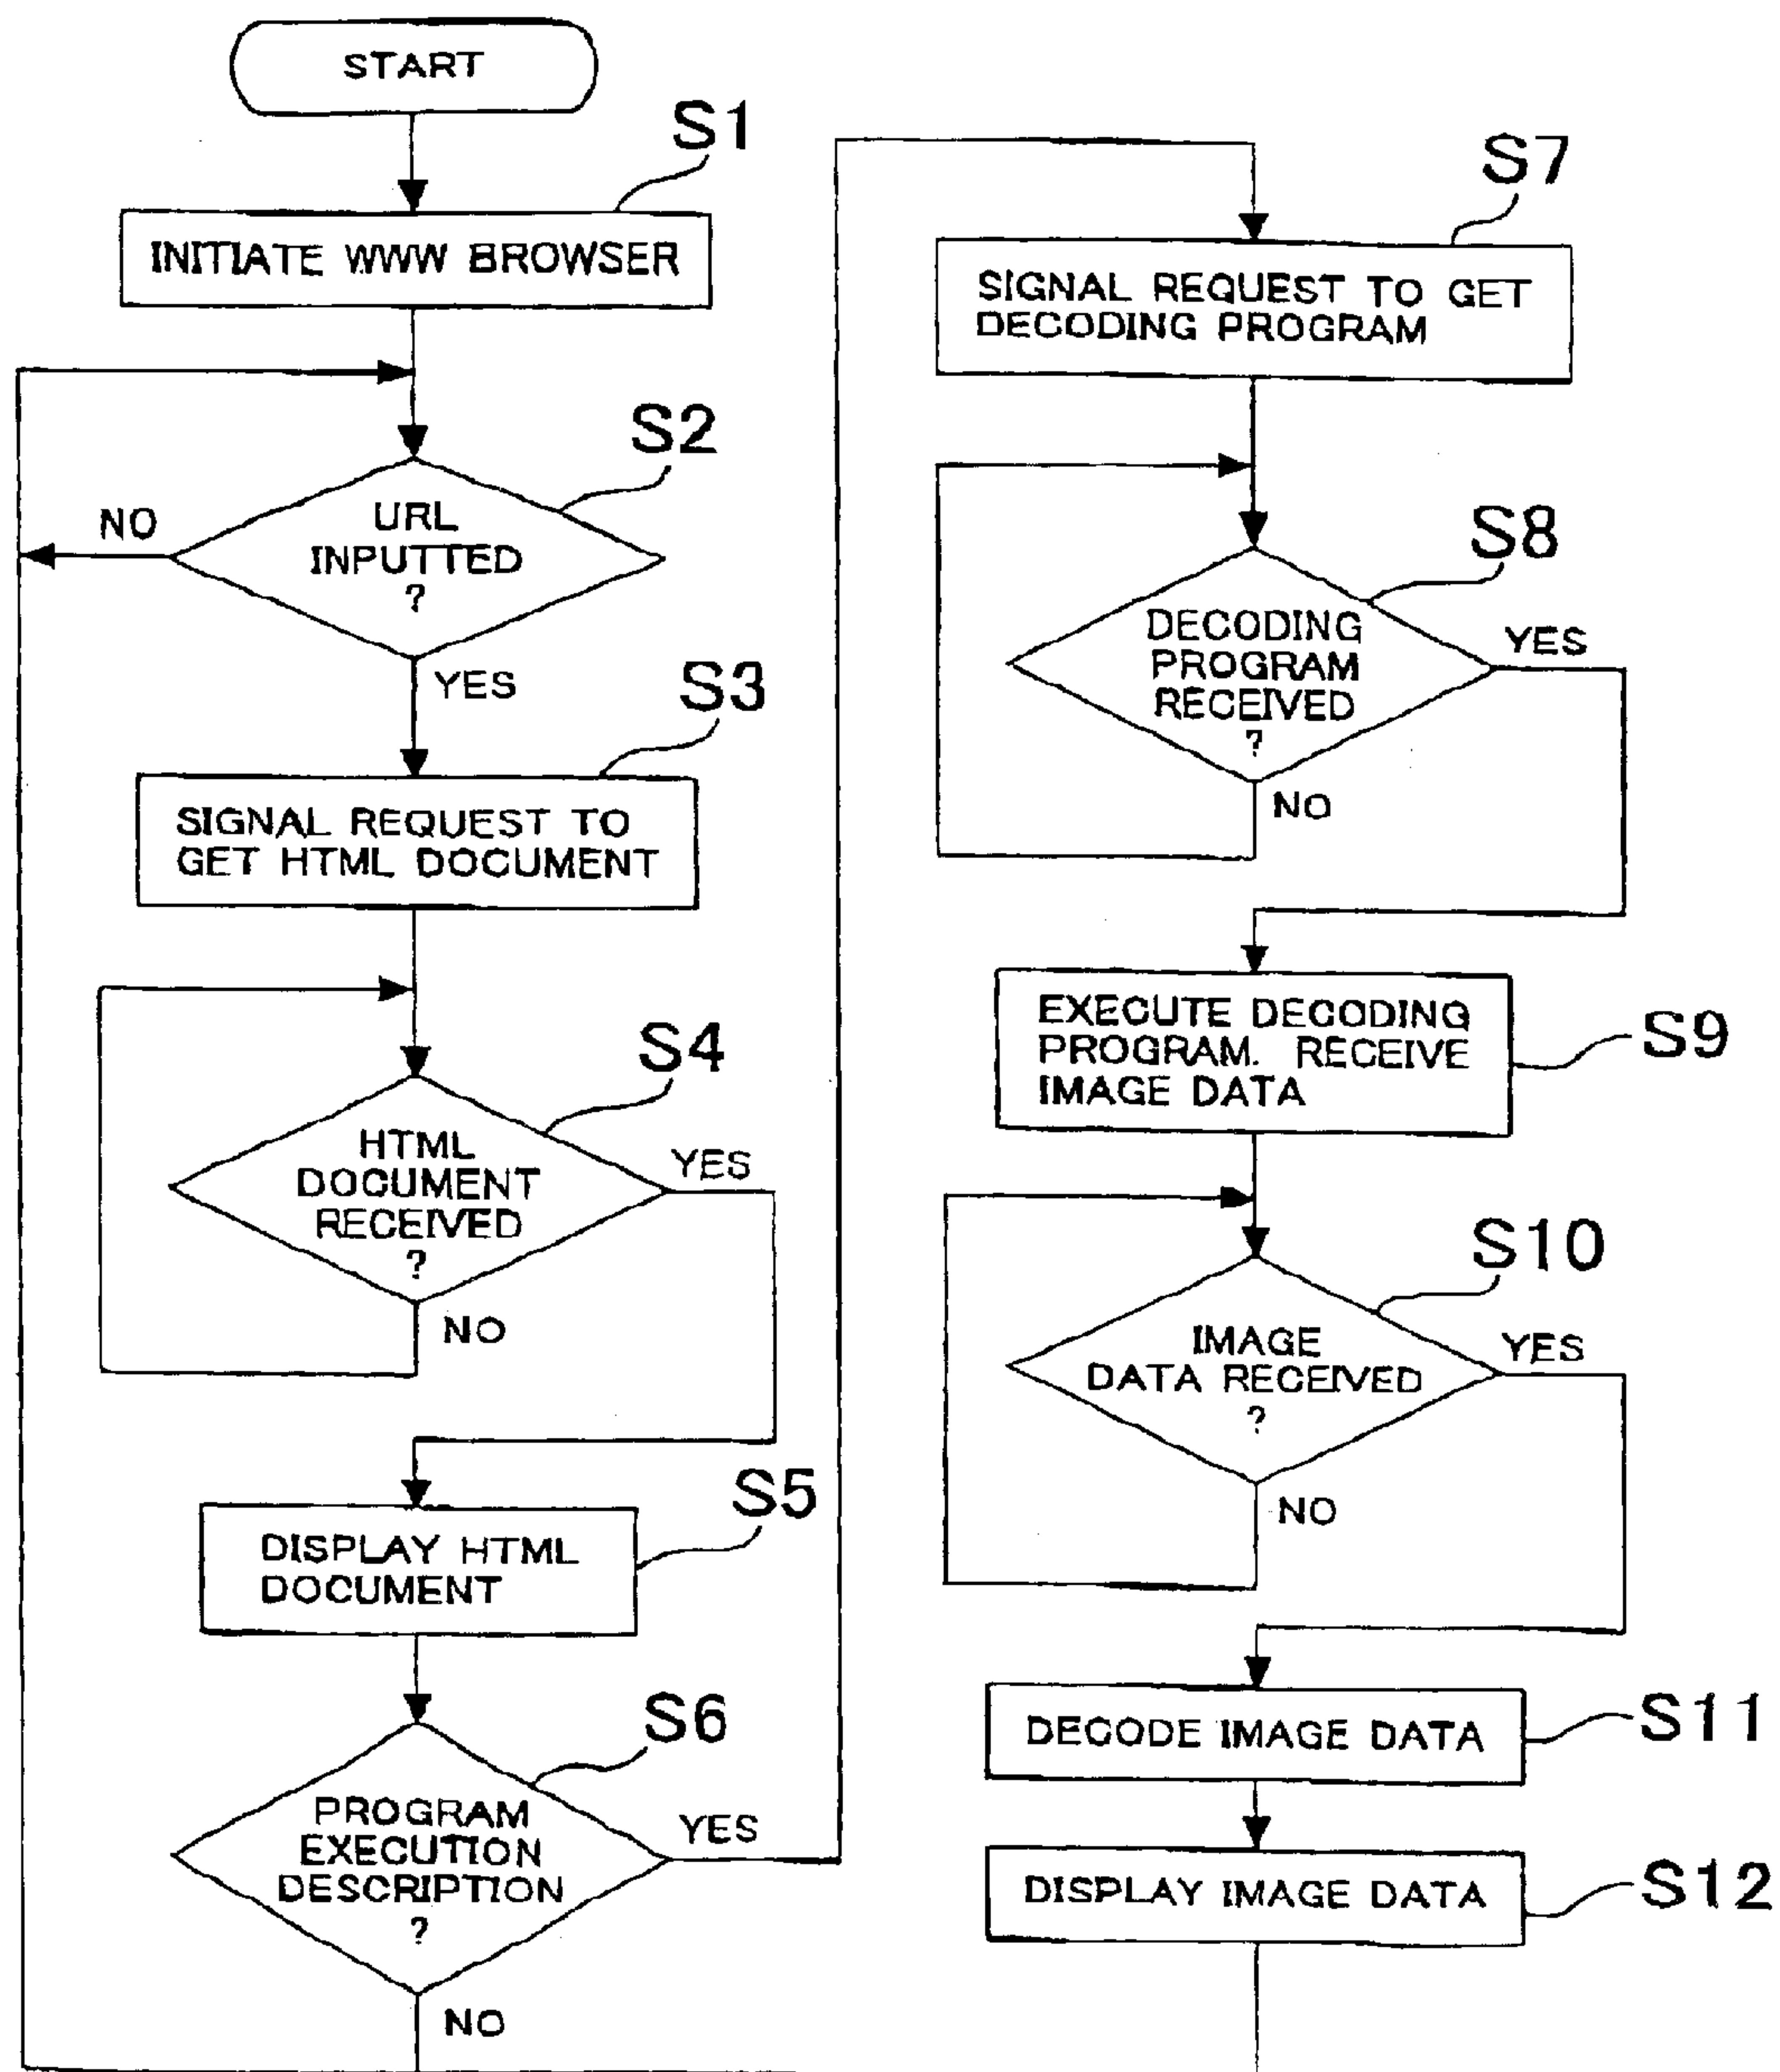 START
S1
INITIATE WWW BROWSER
S2
URL
INPUTTED
?
NO
YES
S3
SIGNAL REQUEST TO
GET HTML DOCUMENT
S4
HTML
DOCUMENT
RECEIVED
?
YES
NO
S5
DISPLAY HTML
DOCUMENT
S6
PROGRAM
EXECUTION
DESCRIPTION
?
YES
NO
S7
SIGNAL REQUEST TO GET
DECODING PROGRAM
S8
DECODING
PROGRAM
RECEIVED
?
YES
NO
EXECUTE DECODING
PROGRAM. RECEIVE
IMAGE DATA
S9
S10
IMAGE
DATA RECEIVED
?
YES
NO
DECODE IMAGE DATA
S11
DISPLAY IMAGE DATA
S12